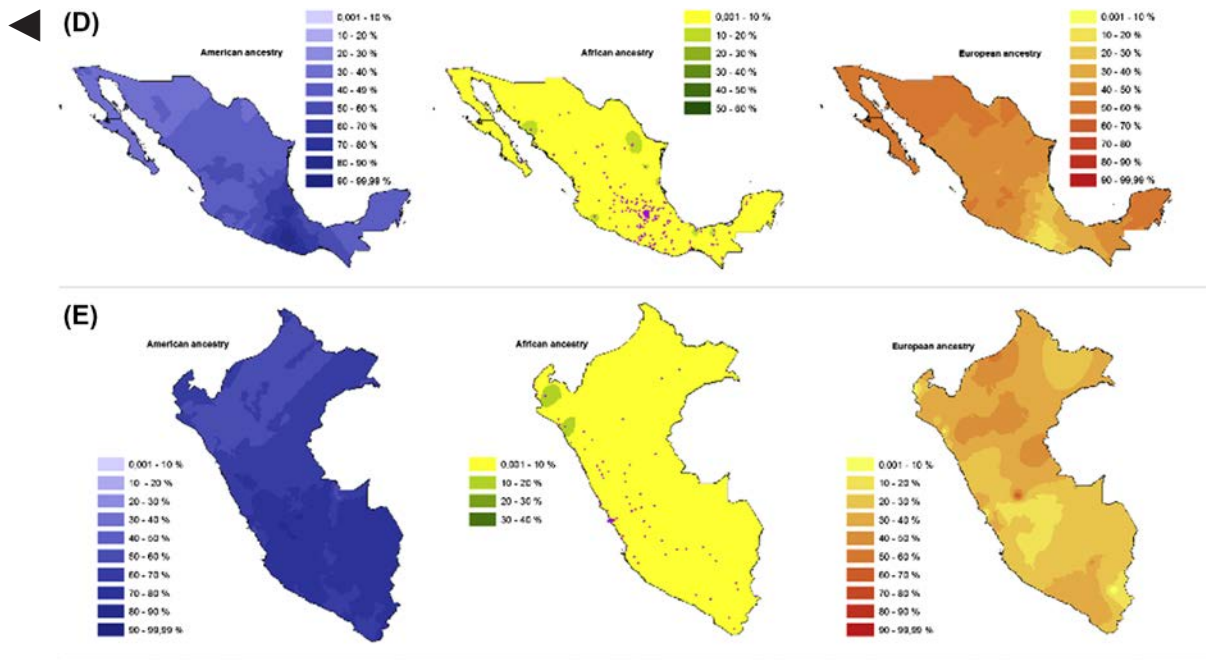 (D)
American ancestry
0,001 - 10 %
10 - 20 %
20 - 30 %
30 - 40 %
40 - 49 %
50 - 60 %
60 - 70 %
70 - 80 %
80 - 90 %
90 - 99,99 %
African ancestry
0,001 - 10 %
10 - 20 %
20 - 30 %
30 - 40 %
40 - 50 %
50 - 60 %
European ancestry
0,001 - 10 %
10 - 20 %
20 - 30 %
30 - 40 %
40 - 50 %
50 - 60 %
60 - 70 %
70 - 80
80 - 90 %
90 - 99,99 %
(E)
American ancestry
0,001 - 10 %
10 - 20 %
20 - 30 %
30 - 40 %
40 - 50 %
50 - 60 %
60 - 70 %
70 - 80 %
80 - 90 %
90 - 99,99 %
African ancestry
0,001 - 10 %
10 - 20 %
20 - 30 %
30 - 40 %
European ancestry
0,001 - 10 %
10 - 20 %
20 - 30 %
30 - 40 %
40 - 50 %
50 - 60 %
60 - 70 %
70 - 80 %
80 - 90 %
90 - 99,99 %